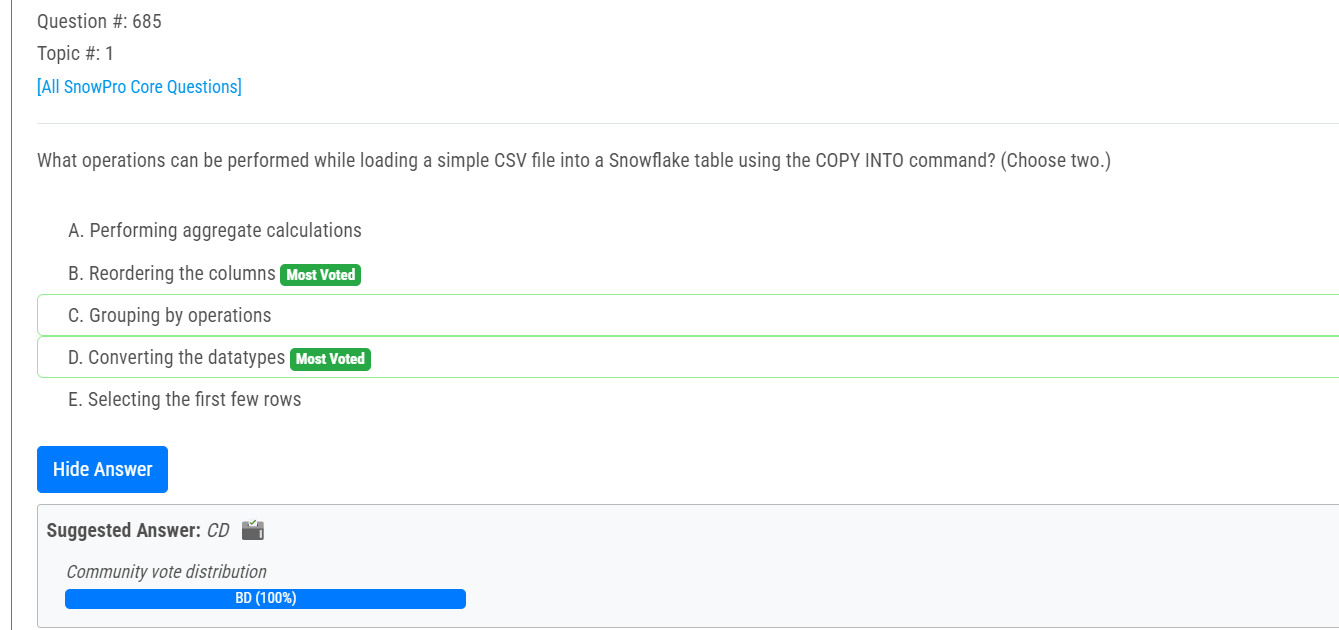 Question #: 685
Topic #: 1
[All SnowPro Core Questions]
What operations can be performed while loading a simple CSV file into a Snowflake table using the COPY INTO command? (Choose two.)
A. Performing aggregate calculations
B. Reordering the columns Most Voted
C. Grouping by operations
D. Converting the datatypes Most Voted
E. Selecting the first few rows
Hide Answer
Suggested Answer: CD
Community vote distribution
BD (100%)